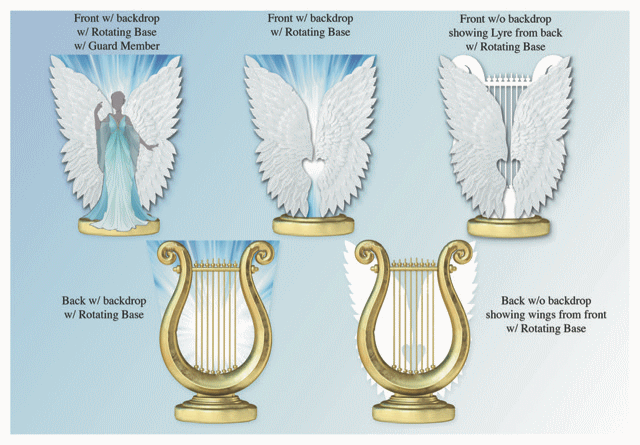 Front w/ backdrop
w/ Rotating Base
w/ Guard Member
Front w/ backdrop
w/ Rotating Base
Front w/o backdrop
showing Lyre from back
w/ Rotating Base
Back w/ backdrop
w/ Rotating Base
Back w/o backdrop
showing wings from front
w/ Rotating Base